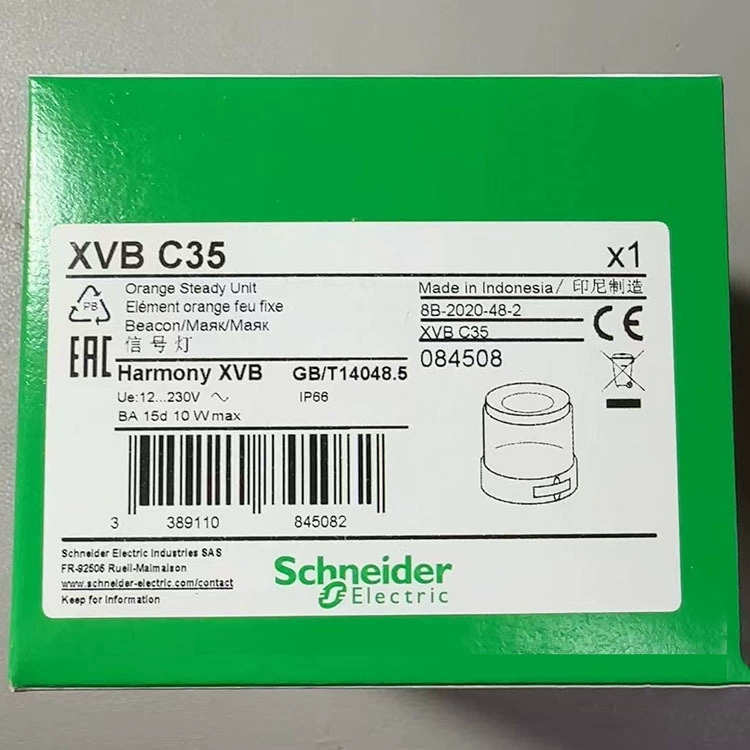 XVB C35
x1
Orange Steady Unit
Elément orange feu fixe
Beacon/Маяк/Маяк
信号灯
PB
EAC
Made in Indonesia/ 印尼制造
8B-2020-48-2
XVB C35
084508
CE
Harmony XVB GB/T14048.5
Ue:12...230V ~ IP66
BA 15d 10 W max
3 389110 845082
Schneider Electric Industries SAS
FR-92506 Rueil-Malmaison
www.schneider-electric.com/contact
Keep for information
Schneider
Electric